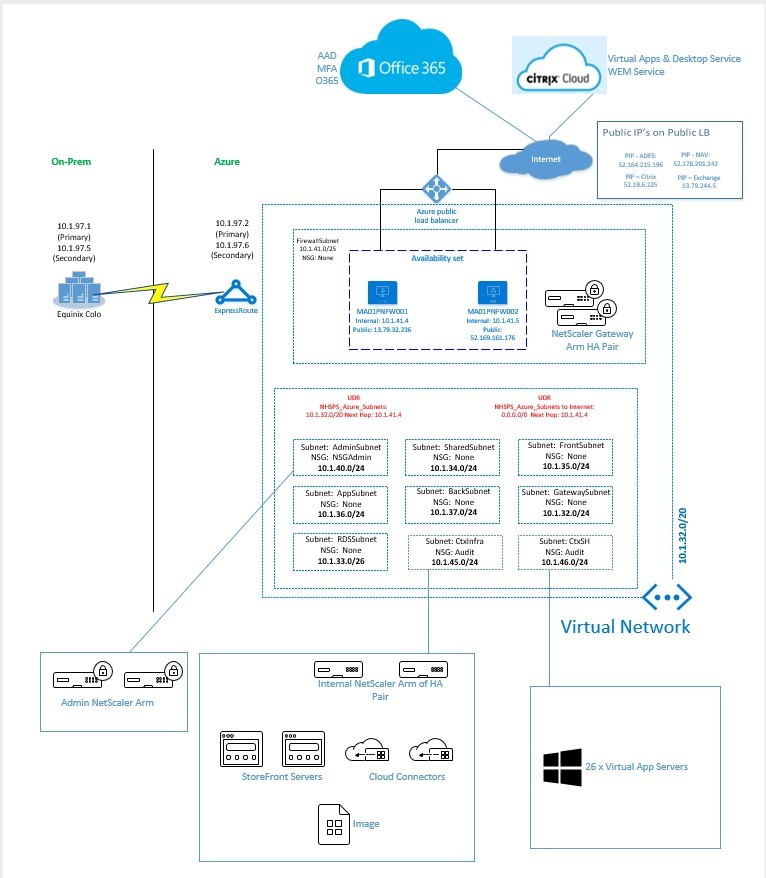 AAD
MFA
O365
Office 365
CİTRIX Cloud
Virtual Apps & Desktop Service
WEM Service
Internet
Public IP's on Public LB
PIP - ADFS:
52.164.215.196
PIP - NAV:
52.178.201.242
PIP – Citrix
52.19.6.225
PIP – Exchange
13.79.244.5
On-Prem
Azure
10.1.97.1
(Primary)
10.1.97.5
(Secondary)
Equinix Colo
10.1.97.2
(Primary)
10.1.97.6
(Secondary)
ExpressRoute
Azure public
load balancer
FirewallSubnet
10.1.41.0/25
NSG: None
Availability set
MA01PNFW001
Internal: 10.1.41.4
Public: 13.79.32.236
MA01PNFW002
Internal: 10.1.41.5
Public:
52.169.161.176
NetScaler Gateway
Arm HA Pair
UDR
NHSPS_Azure_Subnets:
10.1.32.0/20 Next Hop: 10.1.41.4
UDR
NHSPS_Azure_Subnets to Internet:
0.0.0.0/0 Next Hop: 10.1.41.4
Subnet: AdminSubnet
NSG: NSGAdmin
10.1.40.0/24
Subnet: SharedSubnet
NSG: None
10.1.34.0/24
Subnet: FrontSubnet
NSG: None
10.1.35.0/24
Subnet: AppSubnet
NSG: None
10.1.36.0/24
Subnet: BackSubnet
NSG: None
10.1.37.0/24
Subnet: GatewaySubnet
NSG: None
10.1.32.0/24
Subnet: RDSSubnet
NSG: None
10.1.33.0/26
Subnet: CtxInfra
NSG: Audit
10.1.45.0/24
Subnet: CtxSH
NSG: Audit
10.1.46.0/24
10.1.32.0/20
Virtual Network
Admin NetScaler Arm
Internal NetScaler Arm of HA
Pair
StoreFront Servers
Cloud Connectors
Image
26 x Virtual App Servers